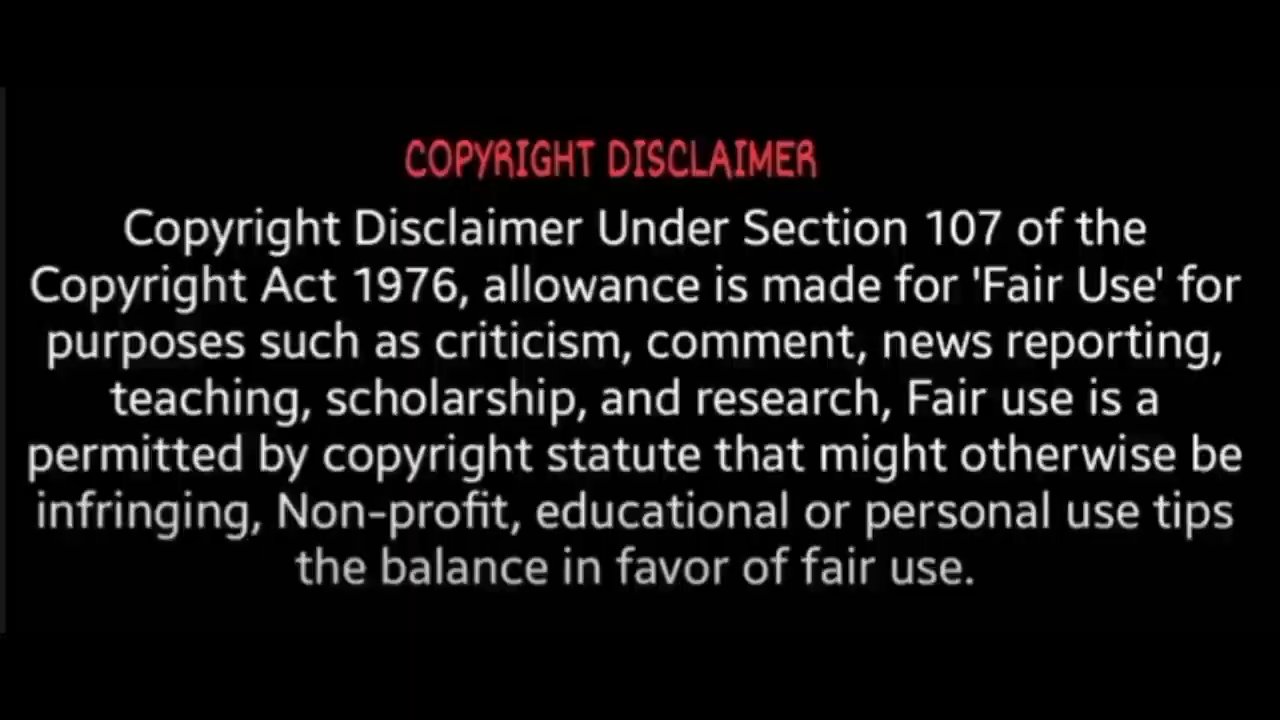 COPYRIGHT DISCLAIMER
Copyright Disclaimer Under Section 107 of the
Copyright Act 1976, allowance is made for 'Fair Use' for
purposes such as criticism, comment, news reporting,
teaching, scholarship, and research, Fair use is a
permitted by copyright statute that might otherwise be
infringing, Non-profit, educational or personal use tips
the balance in favor of fair use.